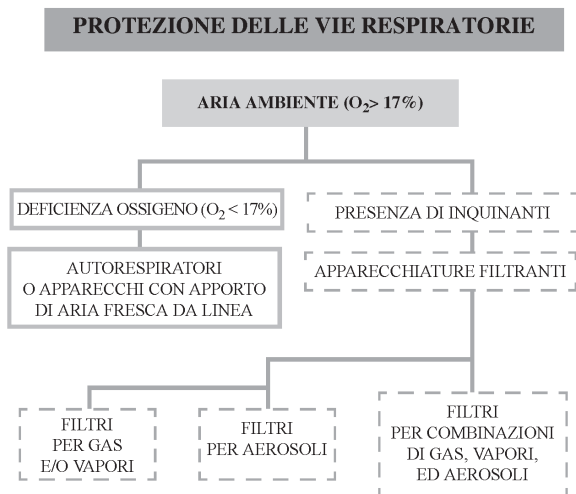 PROTEZIONE DELLE VIE RESPIRATORIE
ARIA AMBIENTE (O₂> 17%)
DEFICIENZA OSSIGENO (O₂ < 17%)
AUTORESPIRATORI
O APPARECCHI CON APPORTO
DI ARIA FRESCA DA LINEA
PRESENZA DI INQUINANTI
APPARECCHIATURE FILTRANTI
FILTRI
PER GAS
E/O VAPORI
FILTRI
PER AEROSOLI
FILTRI
PER COMBINAZIONI
DI GAS, VAPORI,
ED AEROSOLI